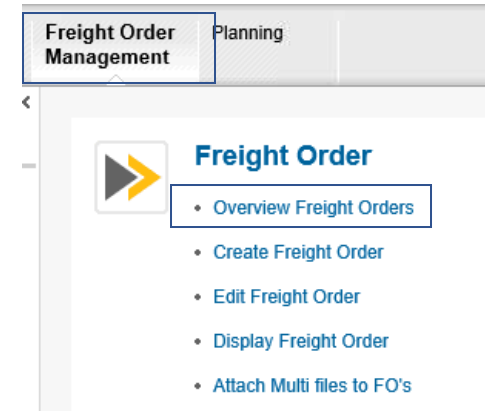 Freight Order
Management
Planning
Freight Order
• Overview Freight Orders
• Create Freight Order
• Edit Freight Order
• Display Freight Order
• Attach Multi files to FO's